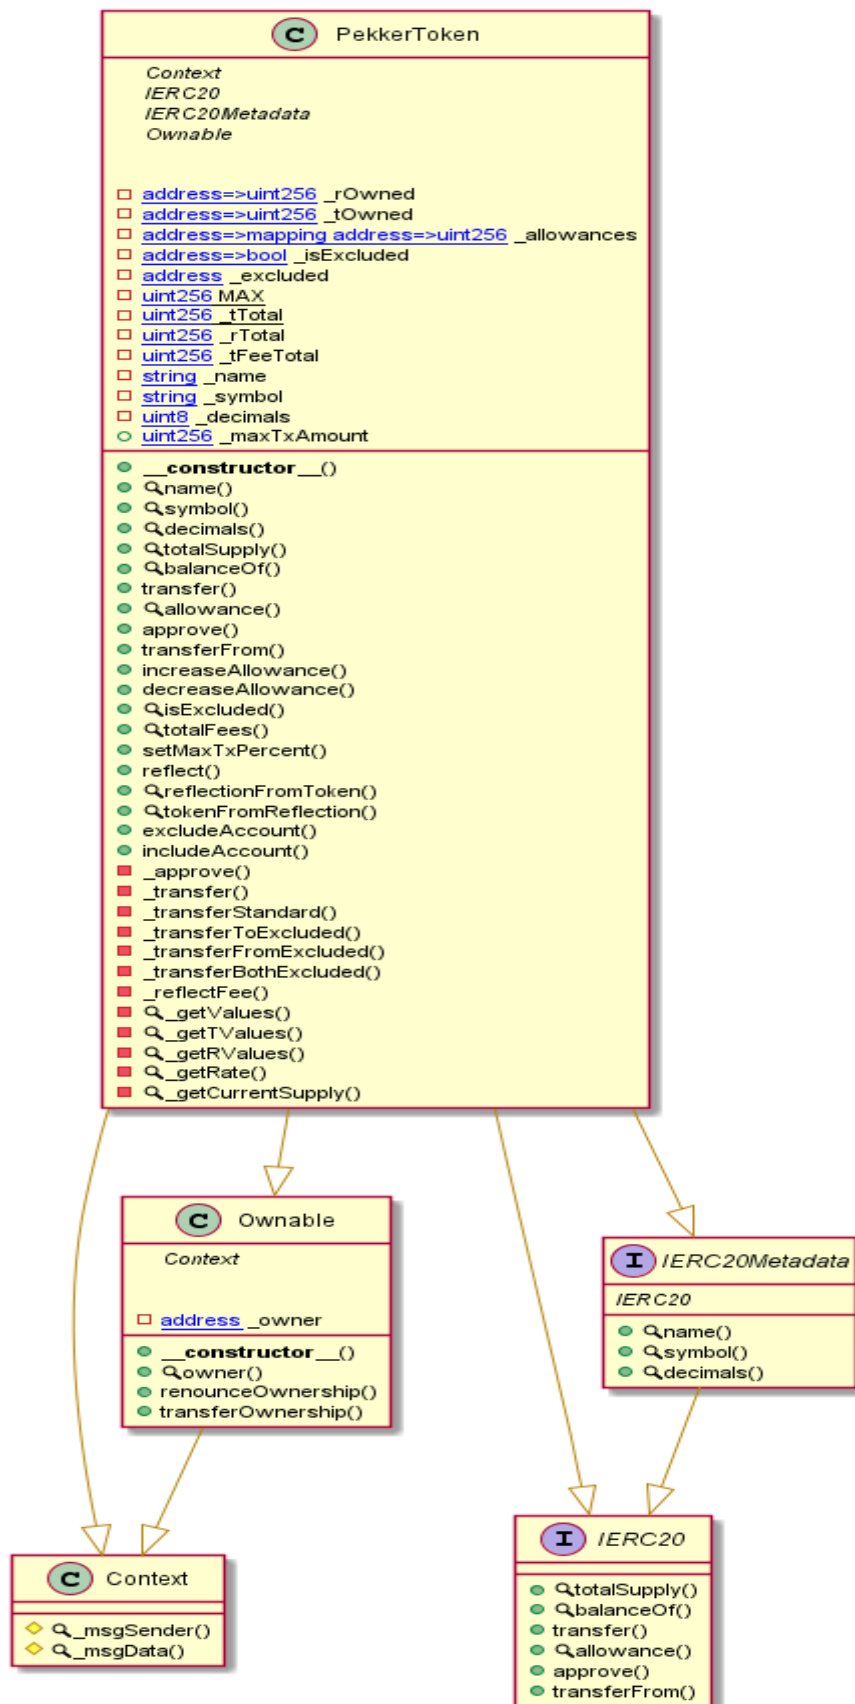 C PekkerToken
Context
IERC20
IERC20Metadata
Ownable
address=>uint256 _rOwned
address=>uint256 _tOwned
address=>mapping address=>uint256 _allowances
address=>bool _isExcluded
address _excluded
uint256 MAX
uint256 _tTotal
uint256 _rTotal
uint256 _tFeeTotal
string _name
string _symbol
uint8 _decimals
uint256 _maxTxAmount
__constructor__()
name()
symbol()
decimals()
totalSupply()
balanceOf()
transfer()
allowance()
approve()
transferFrom()
increaseAllowance()
decreaseAllowance()
isExcluded()
totalFees()
setMaxTxPercent()
reflect()
reflectionFromToken()
tokenFromReflection()
excludeAccount()
includeAccount()
_approve()
_transfer()
_transferStandard()
_transferToExcluded()
_transferFromExcluded()
_transferBothExcluded()
_reflectFee()
_getValues()
_getTValues()
_getRValues()
_getRate()
_getCurrentSupply()
C Ownable
Context
address _owner
__constructor__()
owner()
renounceOwnership()
transferOwnership()
I IERC20Metadata
IERC20
name()
symbol()
decimals()
C Context
_msgSender()
_msgData()
I IERC20
totalSupply()
balanceOf()
transfer()
allowance()
approve()
transferFrom()